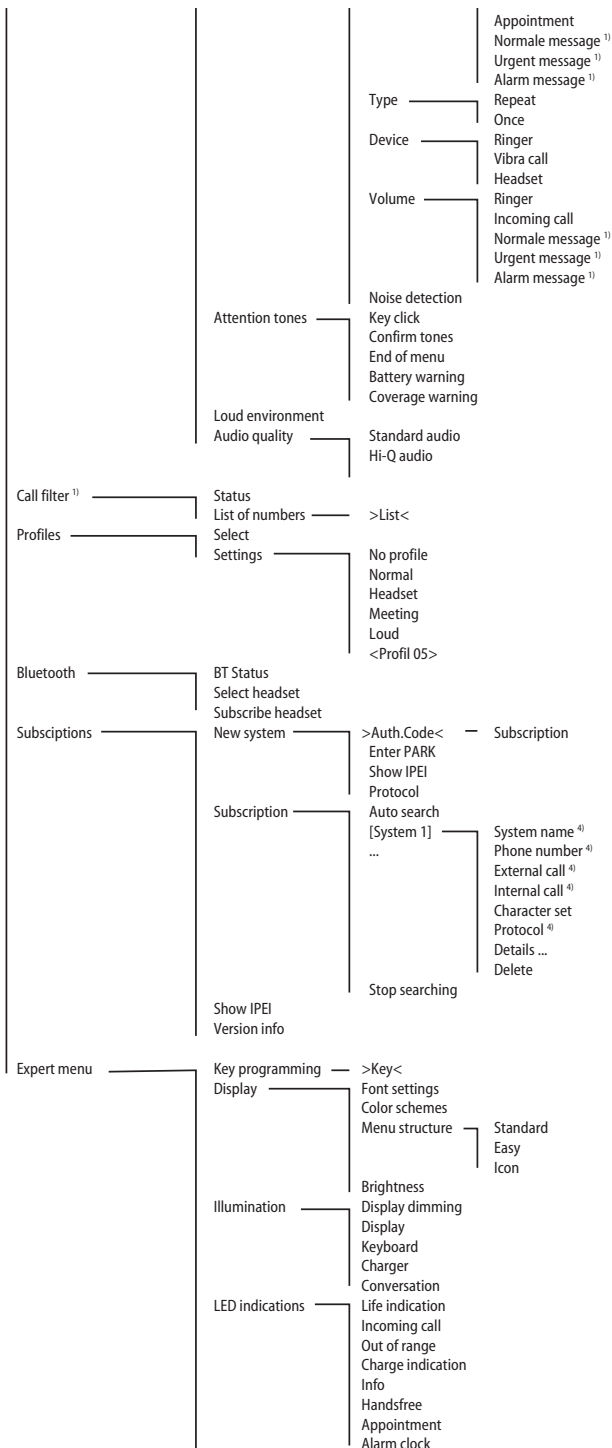 Appointment
Normale message 1)
Urgent message 1)
Alarm message 1)
Type Repeat
Once
Device Ringer
Vibra call
Headset
Volume Ringer
Incoming call
Normale message 1)
Urgent message 1)
Alarm message 1)
Noise detection
Attention tones Key click
Confirm tones
End of menu
Battery warning
Coverage warning
Loud environment
Audio quality Standard audio
Hi-Q audio
Call filter 1) Status
List of numbers >List<
Profiles Select
Settings No profile
Normal
Headset
Meeting
Loud
<Profil 05>
Bluetooth BT Status
Select headset
Subscribe headset
Subsciptions New system >Auth.Code< Subscription
Enter PARK
Show IPEI
Protocol
Subscription Auto search
[System 1] System name 4)
... Phone number 4)
External call 4)
Internal call 4)
Character set
Protocol 4)
Details ...
Delete
Stop searching
Show IPEI
Version info
Expert menu Key programming >Key<
Display Font settings
Color schemes
Menu structure Standard
Easy
Icon
Brightness
Illumination Display dimming
Display
Keyboard
Charger
Conversation
LED indications Life indication
Incoming call
Out of range
Charge indication
Info
Handsfree
Appointment
Alarm clock